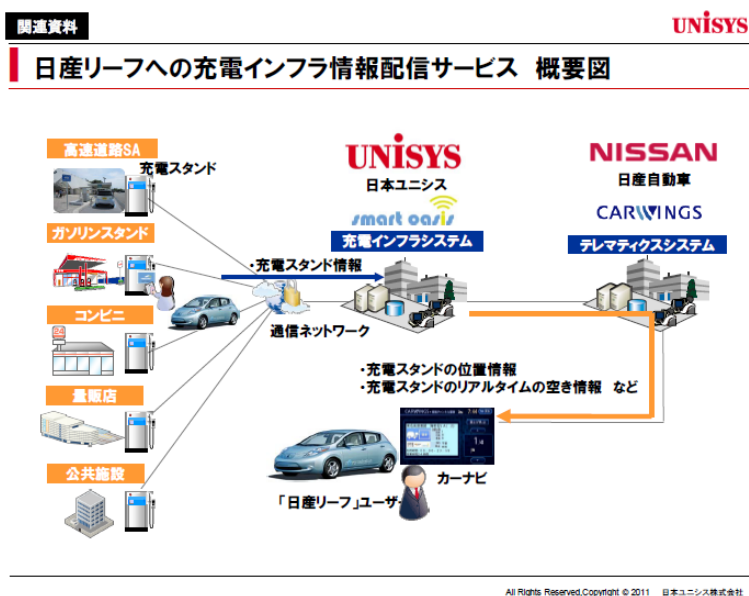 関連資料
UNISYS
日産リーフへの充電インフラ情報配信サービス 概要図
高速道路SA
充電スタンド
ガソリンスタンド
コンビニ
24
量販店
公共施設
・充電スタンド情報
通信ネットワーク
UNISYS
日本ユニシス
smart oasis
充電インフラシステム
NISSAN
日産自動車
CARWINGS
テレマティクスシステム
・充電スタンドの位置情報
・充電スタンドのリアルタイムの空き情報 など
カーナビ
「日産リーフ」ユーザ
All Rights Reserved,Copyright © 2011 日本ユニシス株式会社